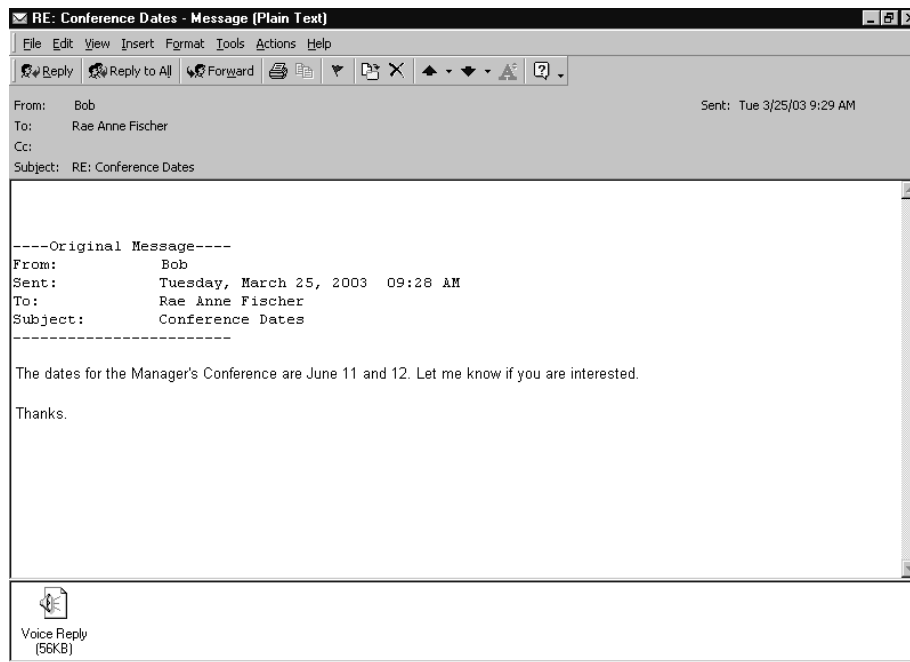 RE: Conference Dates - Message (Plain Text)
File Edit View Insert Format Tools Actions Help
Reply Reply to All Forward
From: Bob Sent: Tue 3/25/03 9:29 AM
To: Rae Anne Fischer
Cc:
Subject: RE: Conference Dates
----Original Message----
From: Bob
Sent: Tuesday, March 25, 2003 09:28 AM
To: Rae Anne Fischer
Subject: Conference Dates
-------------------------
The dates for the Manager's Conference are June 11 and 12. Let me know if you are interested.
Thanks.
Voice Reply
(56KB)